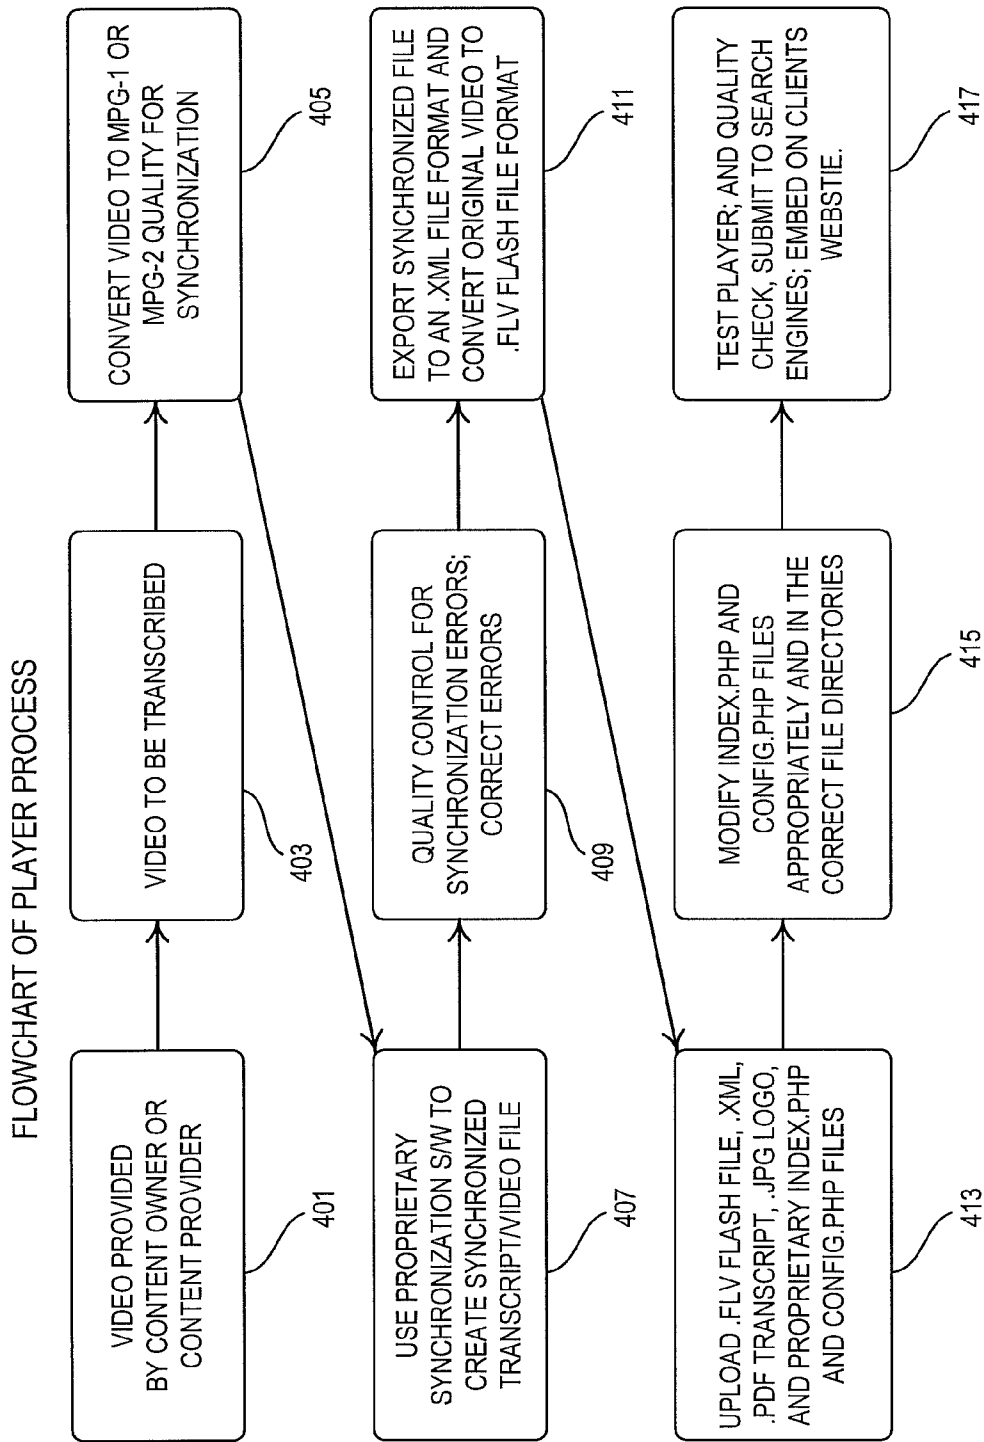 FLOWCHART OF PLAYER PROCESS
VIDEO PROVIDED
BY CONTENT OWNER OR
CONTENT PROVIDER
401
VIDEO TO BE TRANSCRIBED
403
CONVERT VIDEO TO MPG-1 OR
MPG-2 QUALITY FOR
SYNCHRONIZATION
405
USE PROPRIETARY
SYNCHRONIZATION S/W TO
CREATE SYNCHRONIZED
TRANSCRIPT/VIDEO FILE
407
QUALITY CONTROL FOR
SYNCHRONIZATION ERRORS;
CORRECT ERRORS
409
EXPORT SYNCHRONIZED FILE
TO AN .XML FILE FORMAT AND
CONVERT ORIGINAL VIDEO TO
.FLV FLASH FILE FORMAT
411
UPLOAD .FLV FLASH FILE, .XML,
.PDF TRANSCRIPT, .JPG LOGO,
AND PROPRIETARY INDEX.PHP
AND CONFIG.PHP FILES
413
MODIFY INDEX.PHP AND
CONFIG.PHP FILES
APPROPRIATELY AND IN THE
CORRECT FILE DIRECTORIES
415
TEST PLAYER; AND QUALITY
CHECK, SUBMIT TO SEARCH
ENGINES; EMBED ON CLIENTS
WEBSTIE.
417